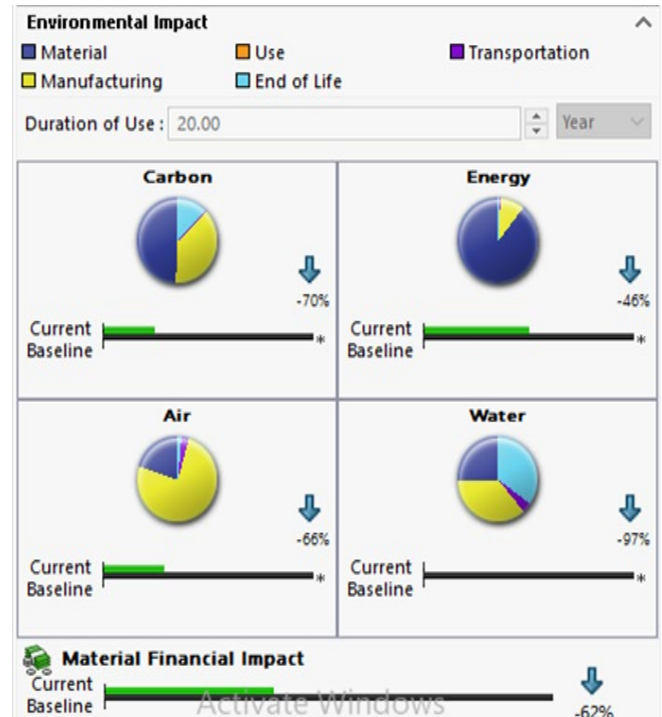 Environmental Impact
Material Use Transportation
Manufacturing End of Life
Duration of Use : 20.00 Year
Carbon Energy
-70% -46%
Current Current
* *
Baseline Baseline
Air Water
-66% -97%
Current Current
* *
Baseline Baseline
Material Financial Impact
Current
Baseline Activate Windows
-62%